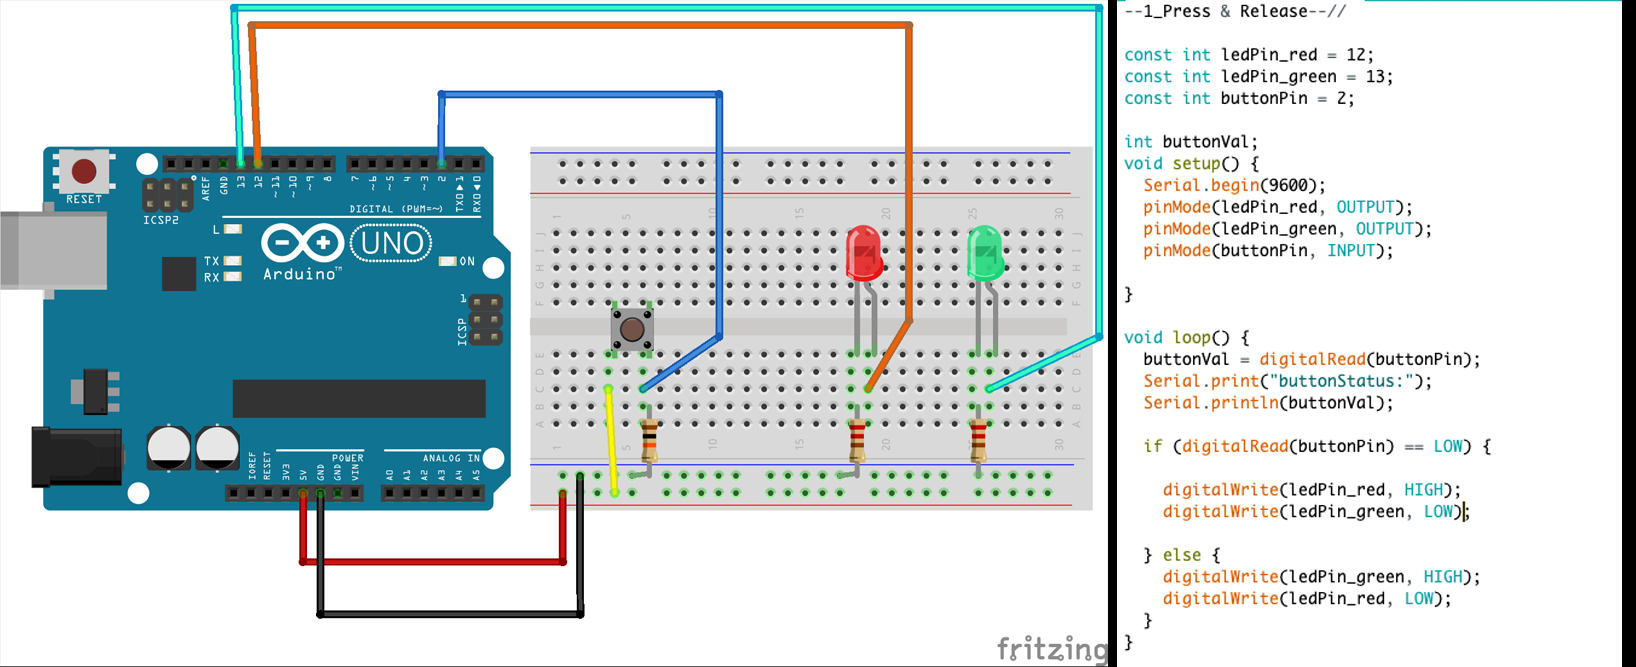 RESET
ICSP2
AREF
GND
13
12
~11
~10
~9
8
7
~6
~5
4
~3
2
TX0▶1
RX0◀0
DIGITAL (PWM=~)
L
TX
RX
UNO
Arduino™
ON
1
ICSP
IOREF
RESET
3V3
5V
GND
GND
VIN
POWER
ANALOG IN
A0
A1
A2
A3
A4
A5
1
5
10
15
20
25
30
J
I
H
G
F
E
D
C
B
A
1
5
10
15
20
25
30
J
I
H
G
F
E
D
C
B
A
fritzing
--1_Press & Release--//
const int ledPin_red = 12;
const int ledPin_green = 13;
const int buttonPin = 2;
int buttonVal;
void setup() {
  Serial.begin(9600);
  pinMode(ledPin_red, OUTPUT);
  pinMode(ledPin_green, OUTPUT);
  pinMode(buttonPin, INPUT);
}
void loop() {
  buttonVal = digitalRead(buttonPin);
  Serial.print("buttonStatus:");
  Serial.println(buttonVal);
  if (digitalRead(buttonPin) == LOW) {
    digitalWrite(ledPin_red, HIGH);
    digitalWrite(ledPin_green, LOW);
  } else {
    digitalWrite(ledPin_green, HIGH);
    digitalWrite(ledPin_red, LOW);
  }
}